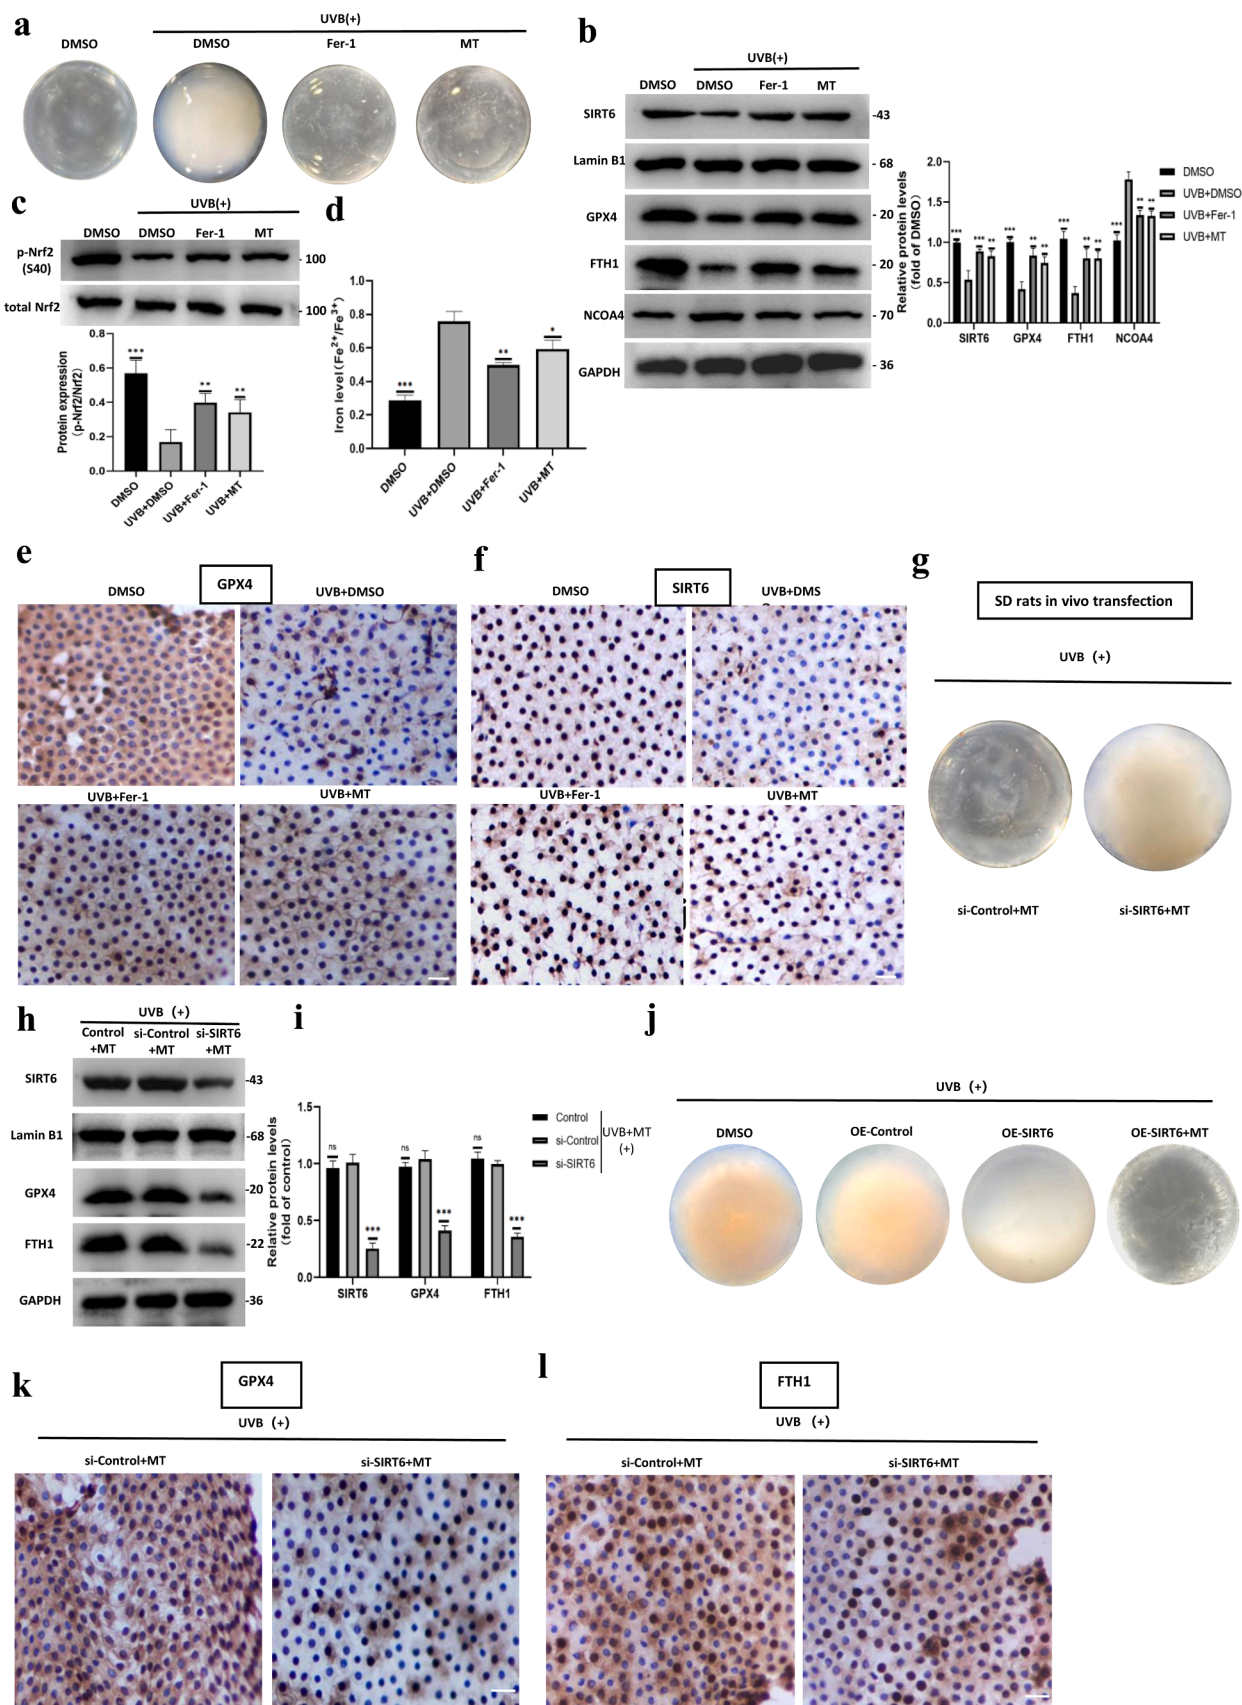 a
UVB(+)
DMSO
DMSO
Fer-1
MT
b
UVB(+)
DMSO
DMSO
Fer-1
MT
SIRT6
-43
Lamin B1
- 68
GPX4
- 20
FTH1
- 20
NCOA4
- 70
GAPDH
- 36
Relative protein levels
(fold of DMSO)
2.0
1.5
1.0
0.5
0.0
*** *** ** *** ** ** *** ** ** *** ** **
SIRT6 GPX4 FTH1 NCOA4
DMSO
UVB+DMSO
UVB+Fer-1
UVB+MT
c
UVB(+)
DMSO DMSO Fer-1 MT
p-Nrf2
(S40)
- 100
total Nrf2
- 100
Protein expression
(p-Nrf2/Nrf2)
0.8
0.6
0.4
0.2
0.0
*** ** **
DMSO
UVB+DMSO
UVB+Fer-1
UVB+MT
d
Iron level(Fe2+/Fe3+)
1.0
0.8
0.6
0.4
0.2
0.0
*** ** *
DMSO
UVB+DMSO
UVB+Fer-1
UVB+MT
e
GPX4
DMSO
UVB+DMSO
UVB+Fer-1
UVB+MT
f
SIRT6
DMSO
UVB+DMS
UVB+Fer-1
UVB+MT
g
SD rats in vivo transfection
UVB (+)
si-Control+MT
si-SIRT6+MT
h
UVB (+)
Control si-Control si-SIRT6
+MT +MT +MT
SIRT6
-43
Lamin B1
-68
GPX4
-20
FTH1
-22
GAPDH
-36
i
Relative protein levels
(fold of control)
1.5
1.0
0.5
0.0
ns *** ns *** ns ***
SIRT6 GPX4 FTH1
Control
si-Control
si-SIRT6
UVB+MT
(+)
j
UVB (+)
DMSO
OE-Control
OE-SIRT6
OE-SIRT6+MT
k
GPX4
UVB (+)
si-Control+MT
si-SIRT6+MT
l
FTH1
UVB (+)
si-Control+MT
si-SIRT6+MT